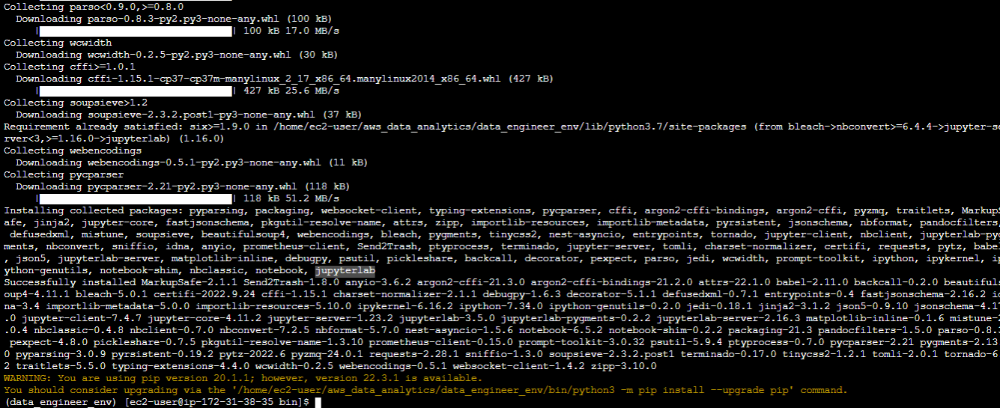 Collecting parso<0.9.0,>=0.8.0
Downloading parso-0.8.3-py2.py3-none-any.whl (100 kB)
| | 100 kB 17.0 MB/s
Collecting wcwidth
Downloading wcwidth-0.2.5-py2.py3-none-any.whl (30 kB)
Collecting cffi>=1.0.1
Downloading cffi-1.15.1-cp37-cp37m-manylinux_2_17_x86_64.manylinux2014_x86_64.whl (427 kB)
| | 427 kB 25.6 MB/s
Collecting soupsieve>1.2
Downloading soupsieve-2.3.2.post1-py3-none-any.whl (37 kB)
Requirement already satisfied: six>=1.9.0 in /home/ec2-user/aws_data_analytics/data_engineer_env/lib/python3.7/site-packages (from bleach->nbconvert>=6.4.4->jupyter-se
rver<3,>=1.16.0->jupyterlab) (1.16.0)
Collecting webencodings
Downloading webencodings-0.5.1-py2.py3-none-any.whl (11 kB)
Collecting pycparser
Downloading pycparser-2.21-py2.py3-none-any.whl (118 kB)
| | 118 kB 51.2 MB/s
Installing collected packages: pyparsing, packaging, websocket-client, typing-extensions, pycparser, cffi, argon2-cffi-bindings, argon2-cffi, pyzmq, traitlets, MarkupS
afe, jinja2, jupyter-core, fastjsonschema, pkgutil-resolve-name, attrs, zipp, importlib-resources, importlib-metadata, pyrsistent, jsonschema, nbformat, pandocfilters,
defusedxml, mistune, soupsieve, beautifulsoup4, webencodings, bleach, pygments, tinycss2, nest-asyncio, entrypoints, tornado, jupyter-client, nbclient, jupyterlab-pyg
ments, nbconvert, sniffio, idna, anyio, prometheus-client, Send2Trash, ptyprocess, terminado, jupyter-server, tomli, charset-normalizer, certifi, requests, pytz, babel
, json5, jupyterlab-server, matplotlib-inline, debugpy, psutil, pickleshare, backcall, decorator, pexpect, parso, jedi, wcwidth, prompt-toolkit, ipython, ipykernel, ip
ython-genutils, notebook-shim, nbclassic, notebook, jupyterlab
Successfully installed MarkupSafe-2.1.1 Send2Trash-1.8.0 anyio-3.6.2 argon2-cffi-21.3.0 argon2-cffi-bindings-21.2.0 attrs-22.1.0 babel-2.11.0 backcall-0.2.0 beautifuls
oup4-4.11.1 bleach-5.0.1 certifi-2022.9.24 cffi-1.15.1 charset-normalizer-2.1.1 debugpy-1.6.3 decorator-5.1.1 defusedxml-0.7.1 entrypoints-0.4 fastjsonschema-2.16.2 id
na-3.4 importlib-metadata-5.0.0 importlib-resources-5.10.0 ipykernel-6.16.2 ipython-7.34.0 ipython-genutils-0.2.0 jedi-0.18.1 jinja2-3.1.2 json5-0.9.10 jsonschema-4.17
.0 jupyter-client-7.4.7 jupyter-core-4.11.2 jupyter-server-1.23.2 jupyterlab-3.5.0 jupyterlab-pygments-0.2.2 jupyterlab-server-2.16.3 matplotlib-inline-0.1.6 mistune-2
.0.4 nbclassic-0.4.8 nbclient-0.7.0 nbconvert-7.2.5 nbformat-5.7.0 nest-asyncio-1.5.6 notebook-6.5.2 notebook-shim-0.2.2 packaging-21.3 pandocfilters-1.5.0 parso-0.8.3
pexpect-4.8.0 pickleshare-0.7.5 pkgutil-resolve-name-1.3.10 prometheus-client-0.15.0 prompt-toolkit-3.0.32 psutil-5.9.4 ptyprocess-0.7.0 pycparser-2.21 pygments-2.13
0 pyparsing-3.0.9 pyrsistent-0.19.2 pytz-2022.6 pyzmq-24.0.1 requests-2.28.1 sniffio-1.3.0 soupsieve-2.3.2.post1 terminado-0.17.0 tinycss2-1.2.1 tomli-2.0.1 tornado-6
2 traitlets-5.5.0 typing-extensions-4.4.0 wcwidth-0.2.5 webencodings-0.5.1 websocket-client-1.4.2 zipp-3.10.0
WARNING: You are using pip version 20.1.1; however, version 22.3.1 is available.
You should consider upgrading via the '/home/ec2-user/aws_data_analytics/data_engineer_env/bin/python3 -m pip install --upgrade pip' command.
(data_engineer_env) [ec2-user@ip-172-31-38-35 bin]$